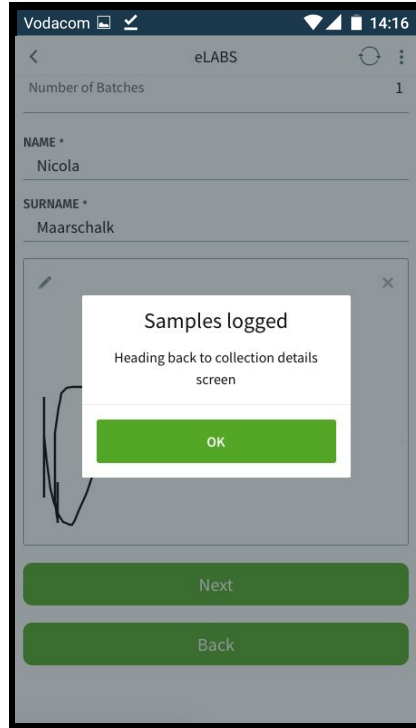 Vodacom 14:16
eLABS
Number of Batches 1
NAME *
Nicola
SURNAME *
Maarschalk
Samples logged
Heading back to collection details
screen
OK
Next
Back